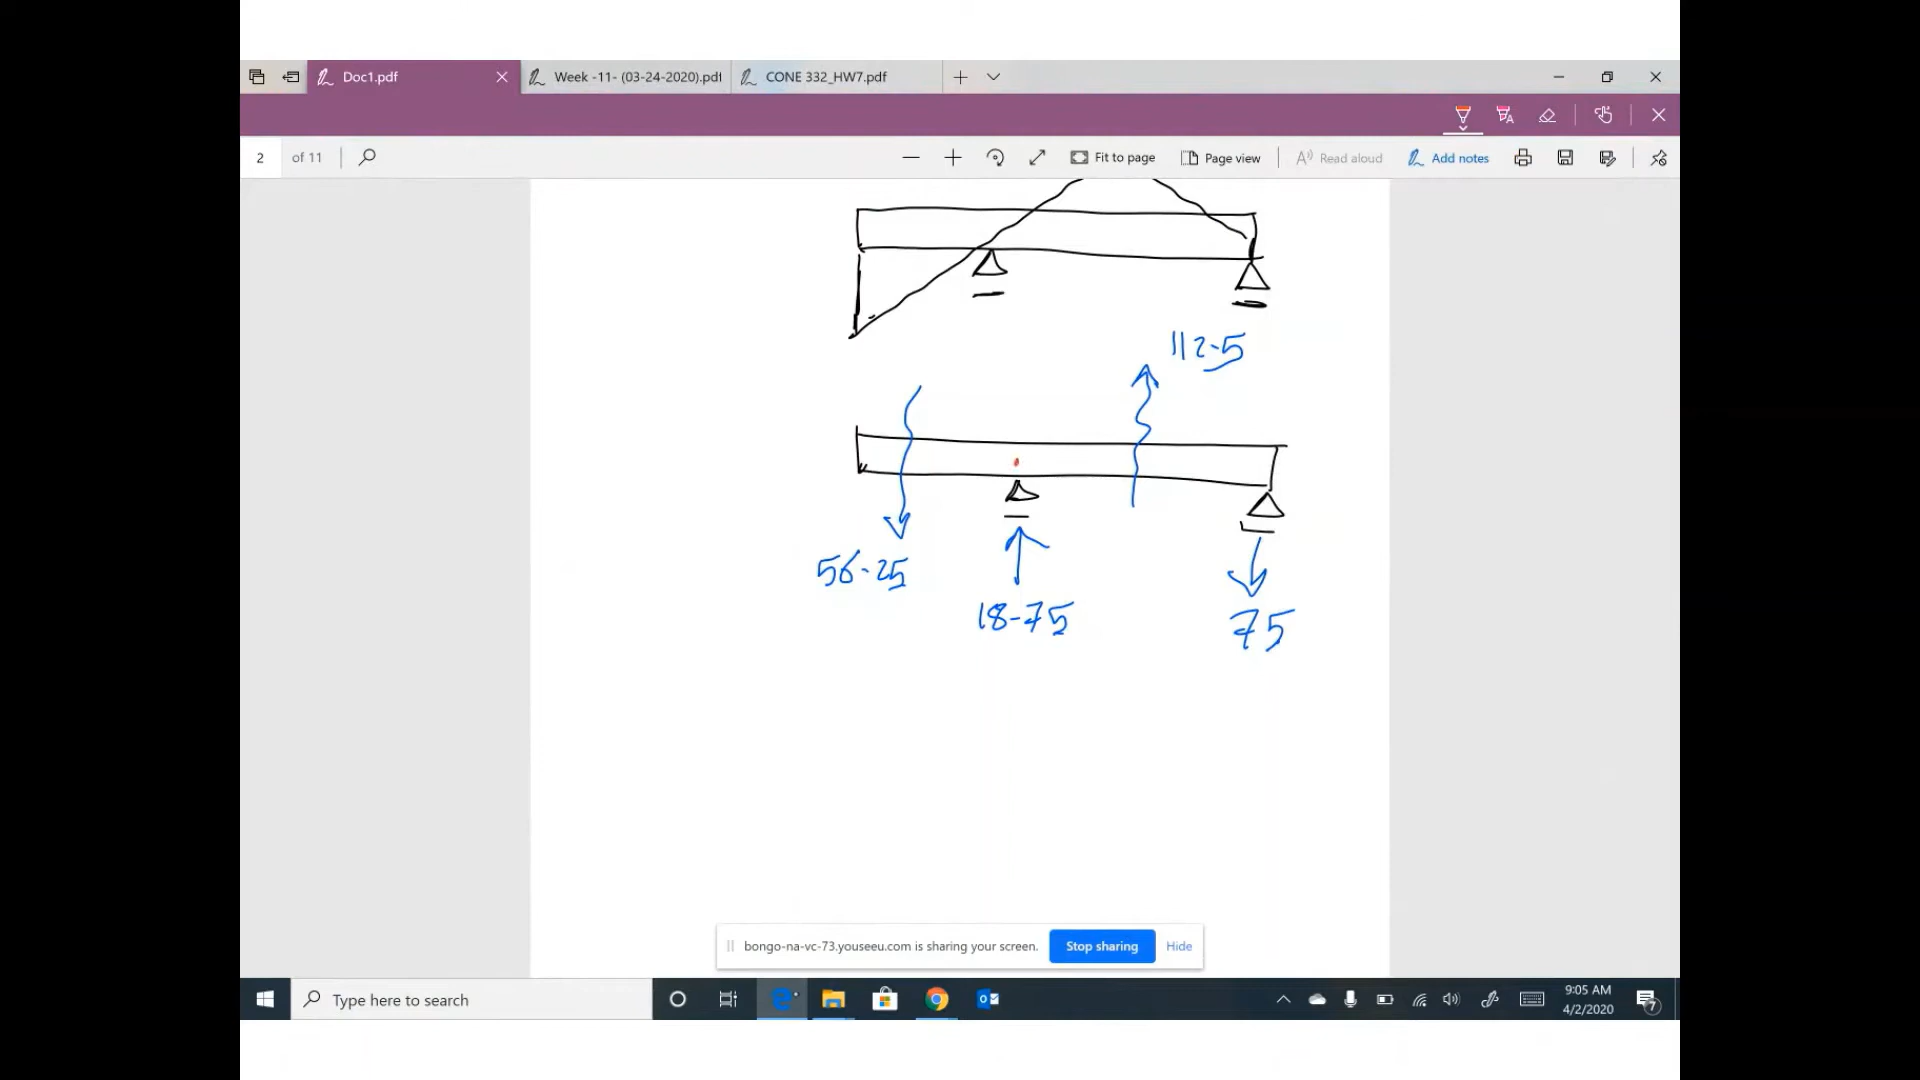 Doc1.pdf
Week -11- (03-24-2020).pdf
CONE 332_HW7.pdf
2 of 11
Fit to page
Page view
Read aloud
Add notes
112-5
56-25
18-75
75
bongo-na-vc-73.youseeu.com is sharing your screen.
Stop sharing
Hide
Type here to search
9:05 AM
4/2/2020
7